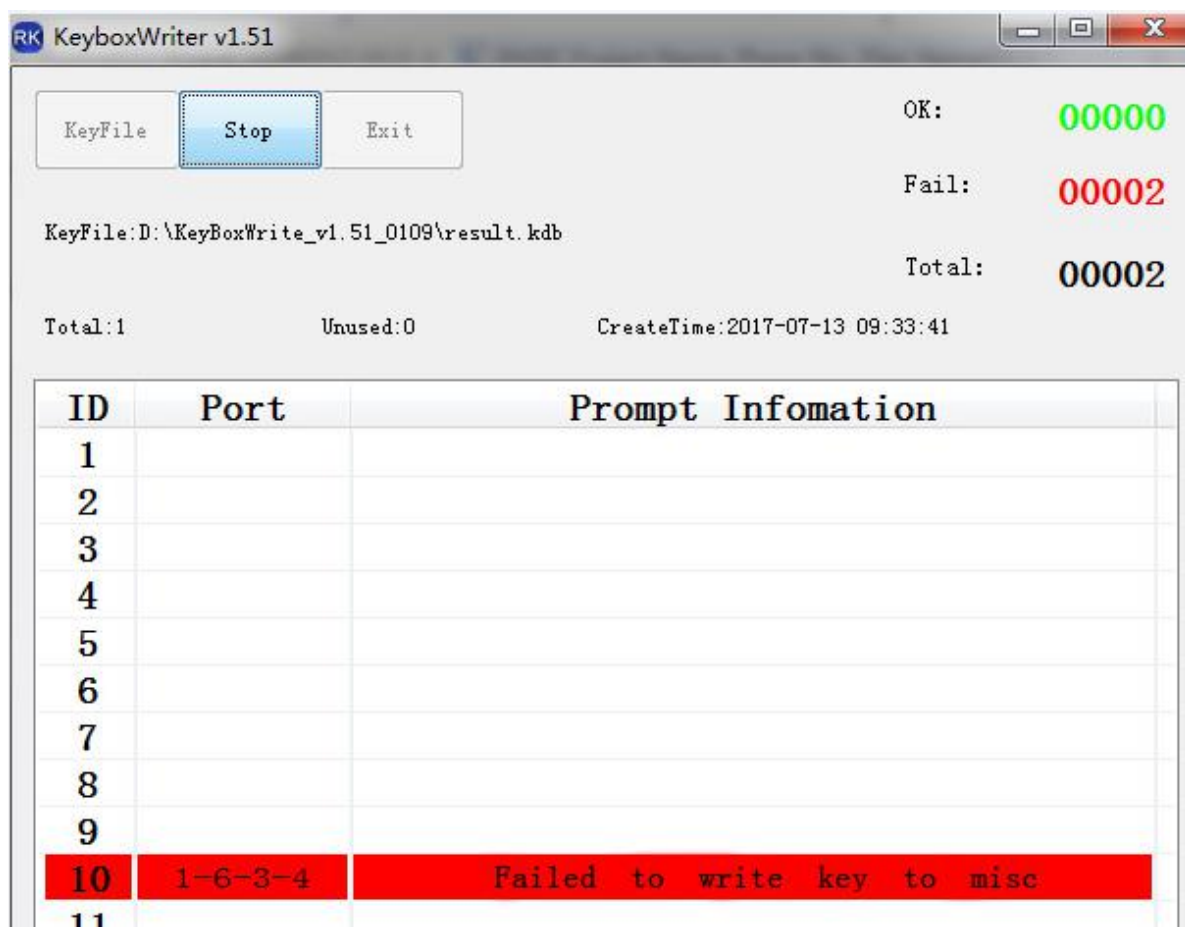 RK KeyboxWriter v1.51
KeyFile Stop Exit
OK: 00000
Fail: 00002
KeyFile:D:\KeyBoxWrite_v1.51_0109\result.kdb
Total: 00002
Total:1 Unused:0 CreateTime:2017-07-13 09:33:41
ID Port Prompt Infomation
1
2
3
4
5
6
7
8
9
10 1-6-3-4 Failed to write key to misc
11